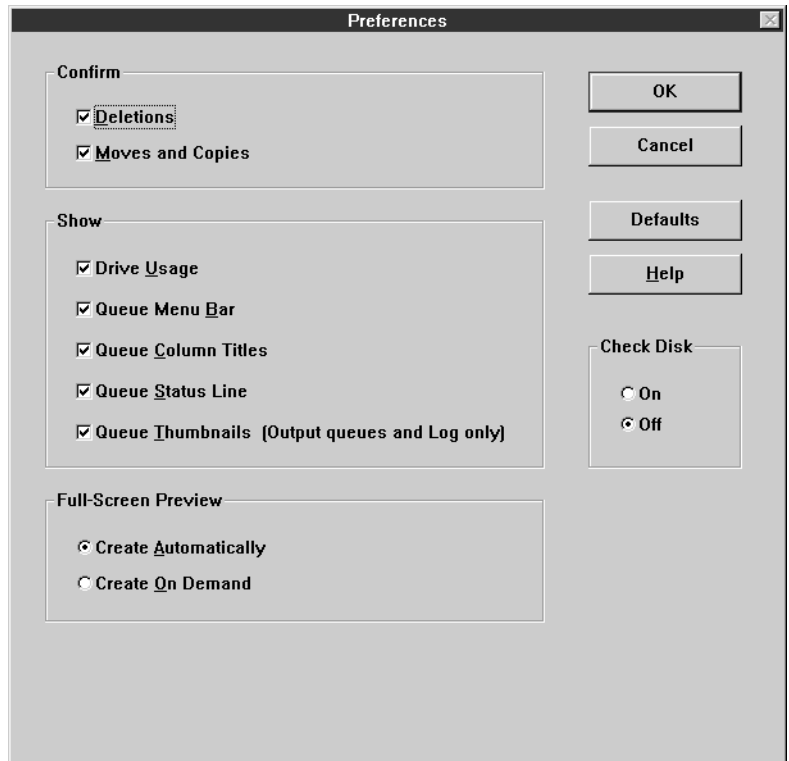 Preferences
Confirm
Deletions
Moves and Copies
Show
Drive Usage
Queue Menu Bar
Queue Column Titles
Queue Status Line
Queue Thumbnails (Output queues and Log only)
Full-Screen Preview
Create Automatically
Create On Demand
OK
Cancel
Defaults
Help
Check Disk
On
Off